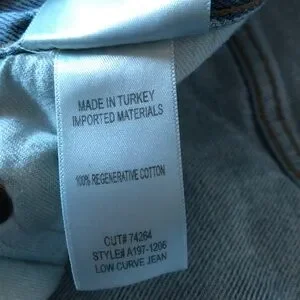 MADE IN TURKEY
IMPORTED MATERIALS
100% REGENERATIVE COTTON
CUT# 74264
STYLE# A197-1206
LOW CURVE JEAN